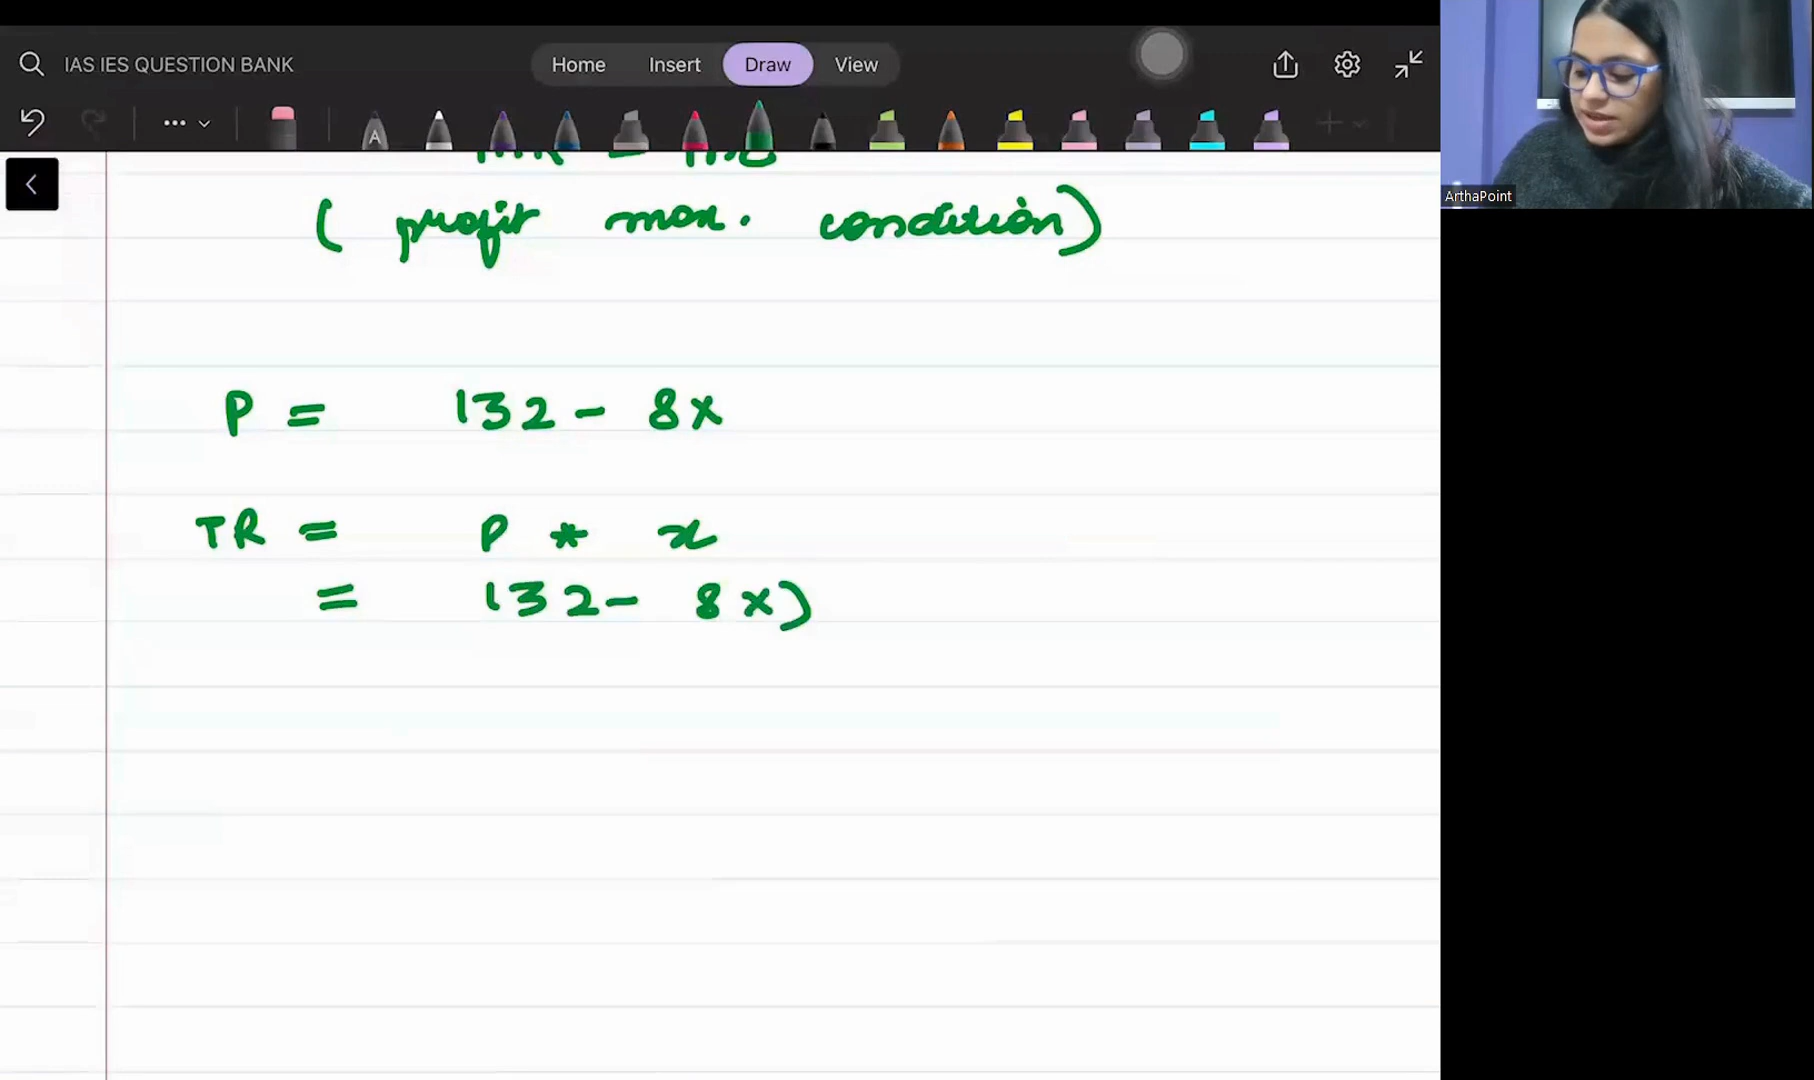 IAS IES QUESTION BANK
Home Insert Draw View
A
ArthaPoint
( profit max. condition)
P = 132 - 8x
TR = P * x
= 132 - 8x)